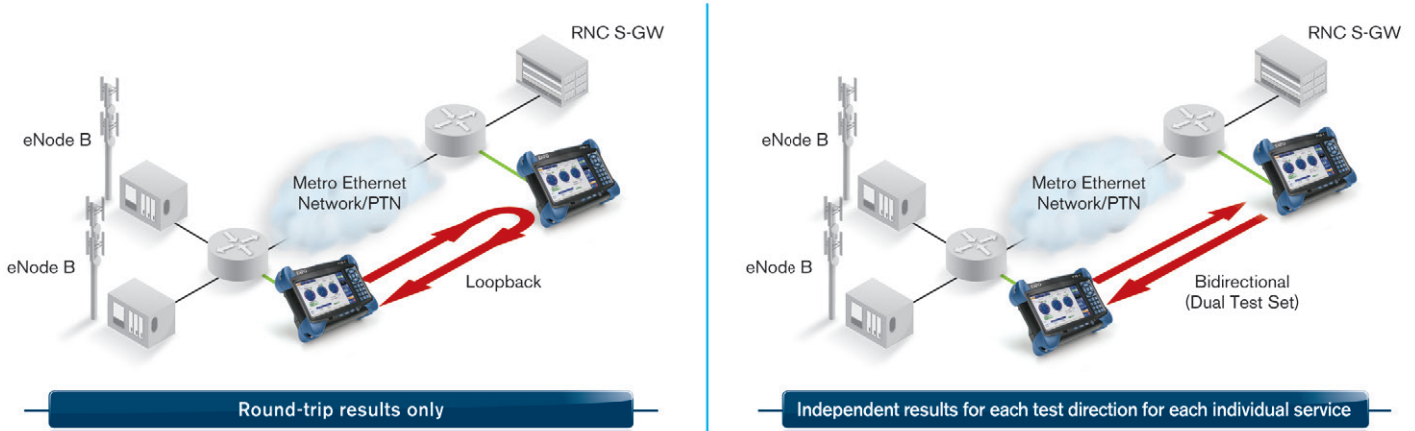 RNC S-GW
eNode B
Metro Ethernet
Network/PTN
eNode B
Loopback
Round-trip results only
RNC S-GW
eNode B
Metro Ethernet
Network/PTN
eNode B
Bidirectional
(Dual Test Set)
Independent results for each test direction for each individual service